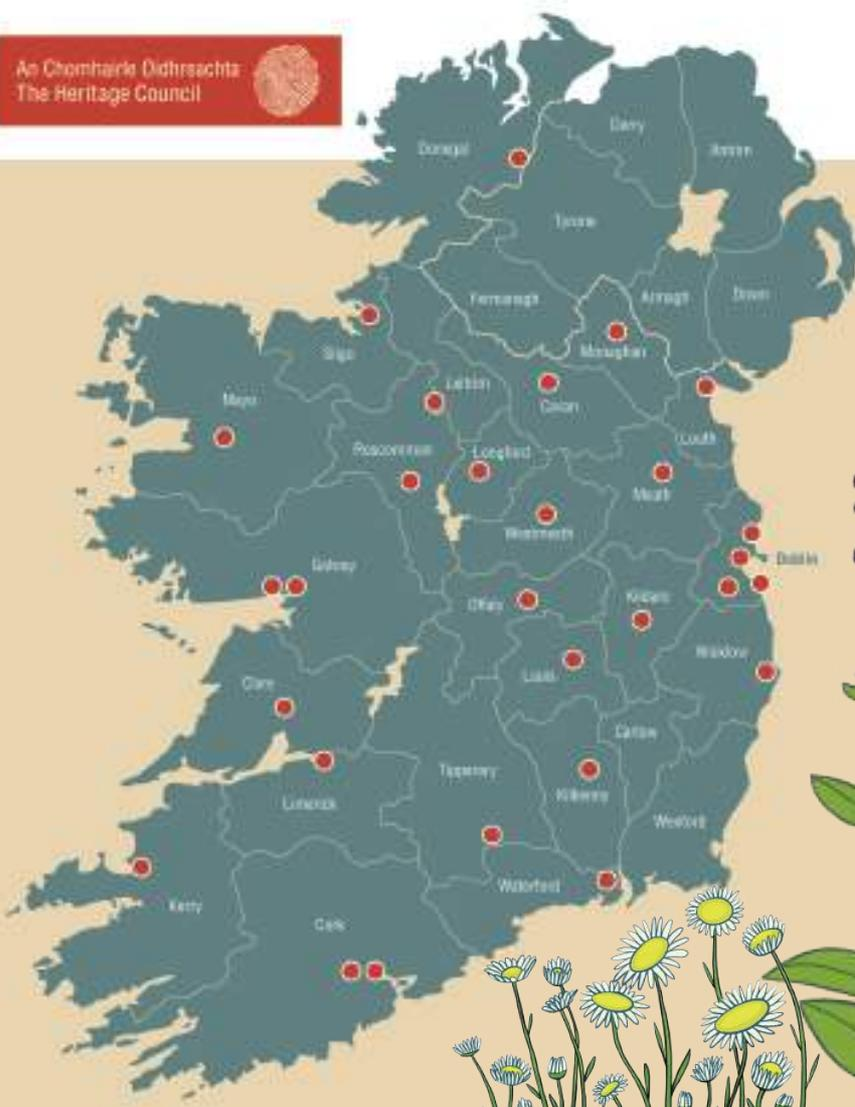 An Chomhairle Oidhreachta
The Heritage Council
Derry
Donegal
Antrim
Tyrone
Fermanagh
Armagh
Down
Monaghan
Sligo
Leitrim
Mayo
Cavan
Louth
Roscommon
Longford
Meath
Westmeath
Dublin
Galway
Offaly
Kildare
Wicklow
Laois
Clare
Carlow
Tipperary
Kilkenny
Limerick
Wexford
Waterford
Kerry
Cork